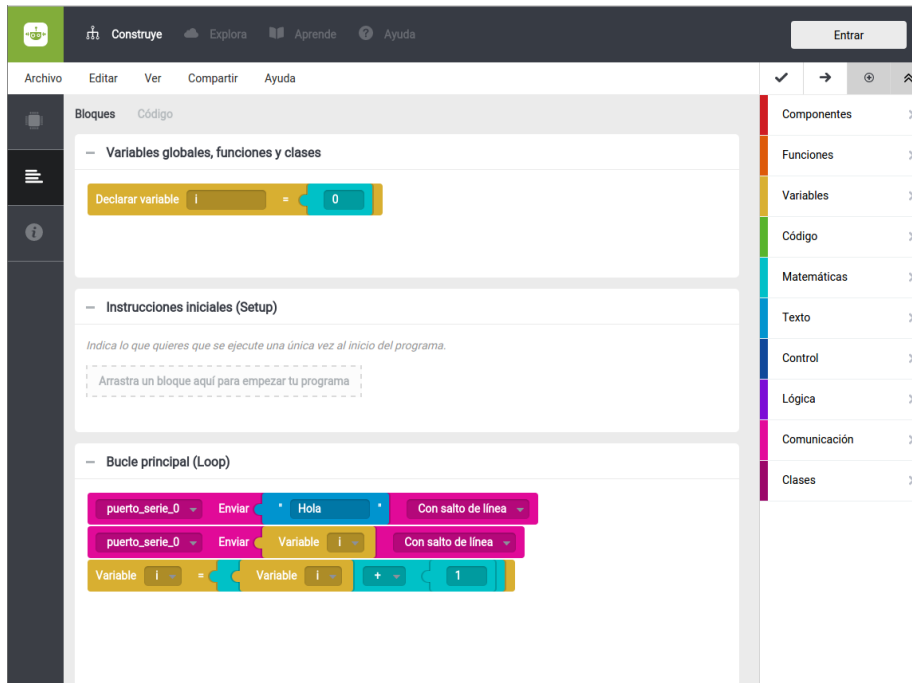 Construye Explora Aprende Ayuda Entrar
Archivo Editar Ver Compartir Ayuda
Bloques Código
Variables globales, funciones y clases
Declarar variable i = 0
Instrucciones iniciales (Setup)
Indica lo que quieres que se ejecute una única vez al inicio del programa.
Arrastra un bloque aquí para empezar tu programa
Bucle principal (Loop)
puerto_serie_0 Enviar " Hola " Con salto de línea
puerto_serie_0 Enviar Variable i Con salto de línea
Variable i = Variable i + 1
Componentes
Funciones
Variables
Código
Matemáticas
Texto
Control
Lógica
Comunicación
Clases